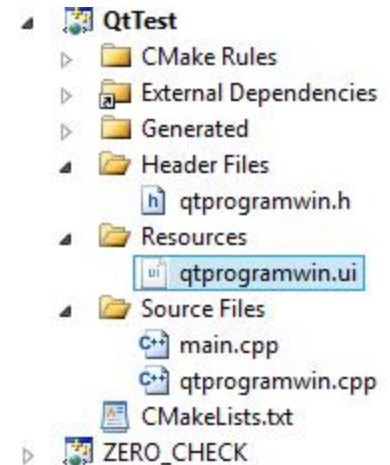 QtTest
CMake Rules
External Dependencies
Generated
Header Files
h qtprogramwin.h
Resources
ui qtprogramwin.ui
Source Files
C++ main.cpp
C++ qtprogramwin.cpp
CMakeLists.txt
ZERO_CHECK